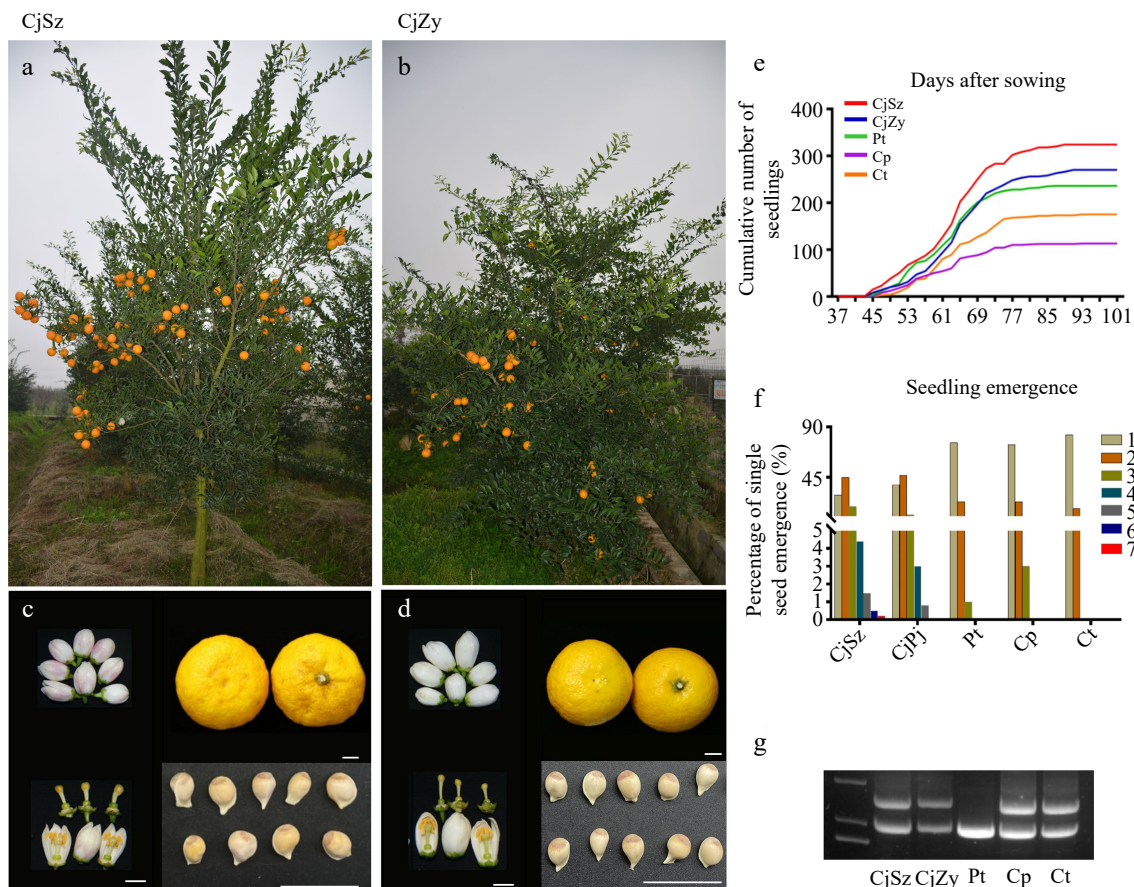 CjSz
CjZy
a
b
c
d
e
Days after sowing
Cumulative number of
seedlings
400
300
200
100
0
CjSz
CjZy
Pt
Cp
Ct
37 45 53 61 69 77 85 93 101
f
Seedling emergence
Percentage of single
seed emergence (%)
90
45
5
4
3
2
1
0
1
2
3
4
5
6
7
CjSz CjPj Pt Cp Ct
g
CjSz CjZy Pt Cp Ct